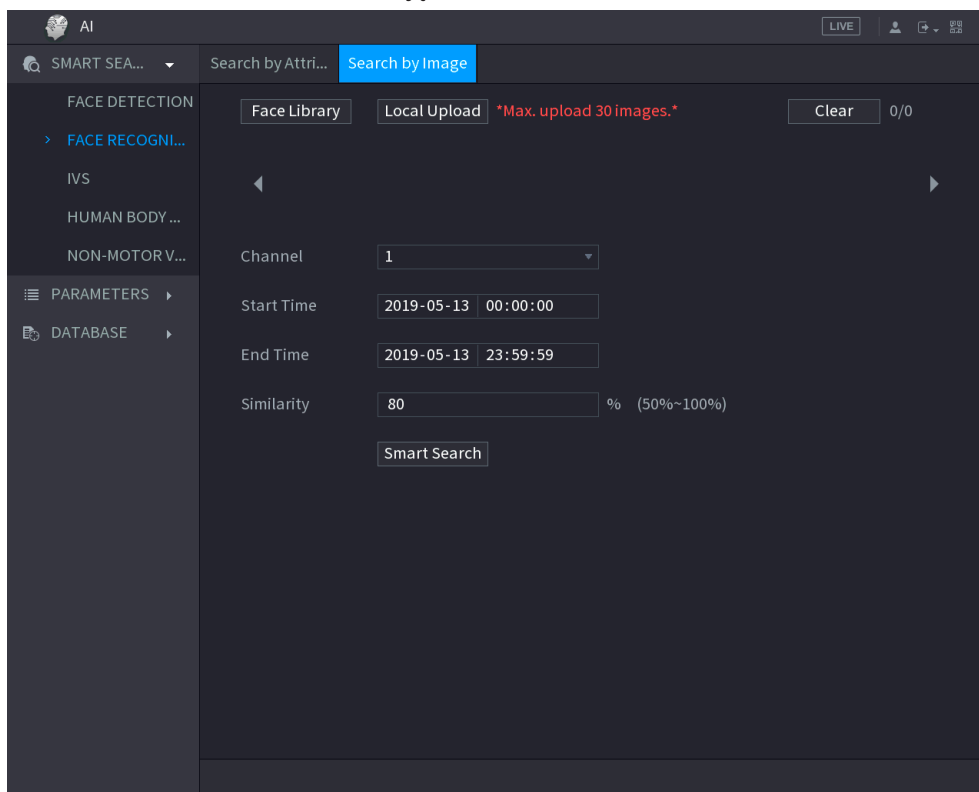 AI LIVE
SMART SEA... Search by Attri... Search by Image
FACE DETECTION
Face Library Local Upload *Max. upload 30 images.* Clear 0/0
FACE RECOGNI...
IVS
HUMAN BODY ...
NON-MOTOR V...
Channel 1
PARAMETERS
Start Time 2019-05-13 00:00:00
DATABASE
End Time 2019-05-13 23:59:59
Similarity 80 % (50%~100%)
Smart Search